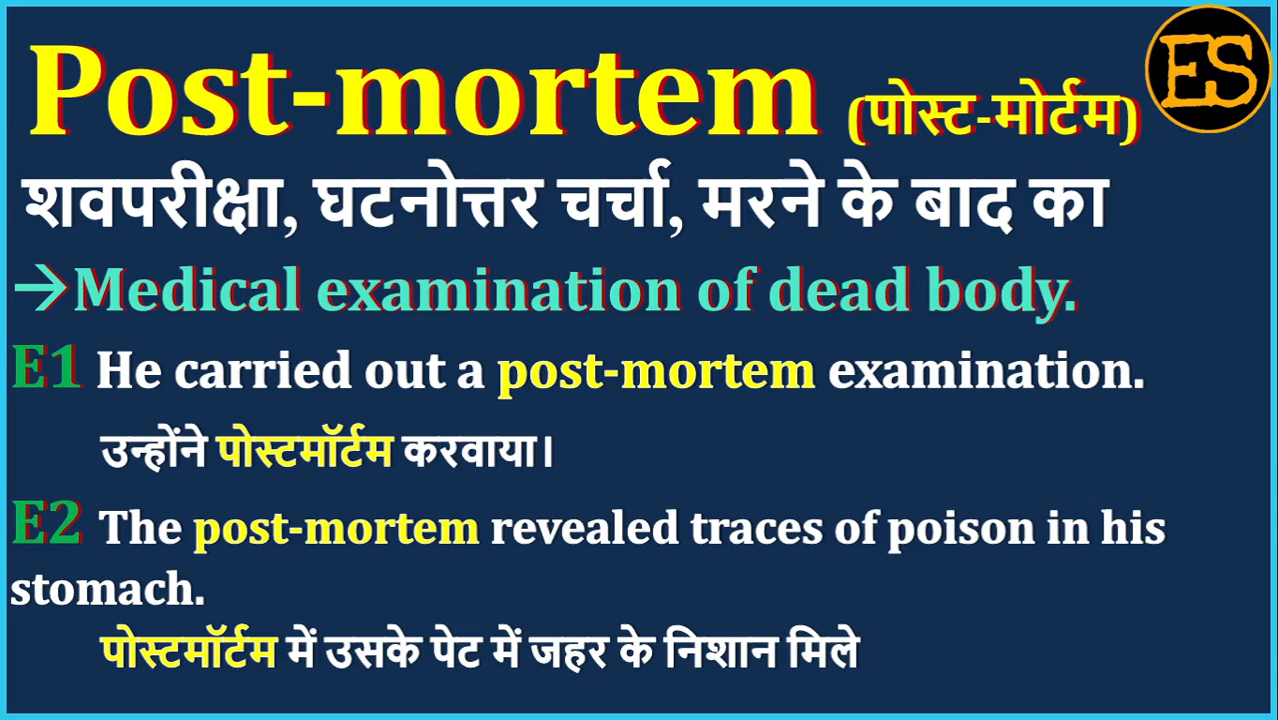 Post-mortem (पोस्ट-मोर्टम)
ES
शवपरीक्षा, घटनोत्तर चर्चा, मरने के बाद का
→Medical examination of dead body.
E1 He carried out a post-mortem examination.
उन्होंने पोस्टमॉर्टम करवाया।
E2 The post-mortem revealed traces of poison in his
stomach.
पोस्टमॉर्टम में उसके पेट में जहर के निशान मिले